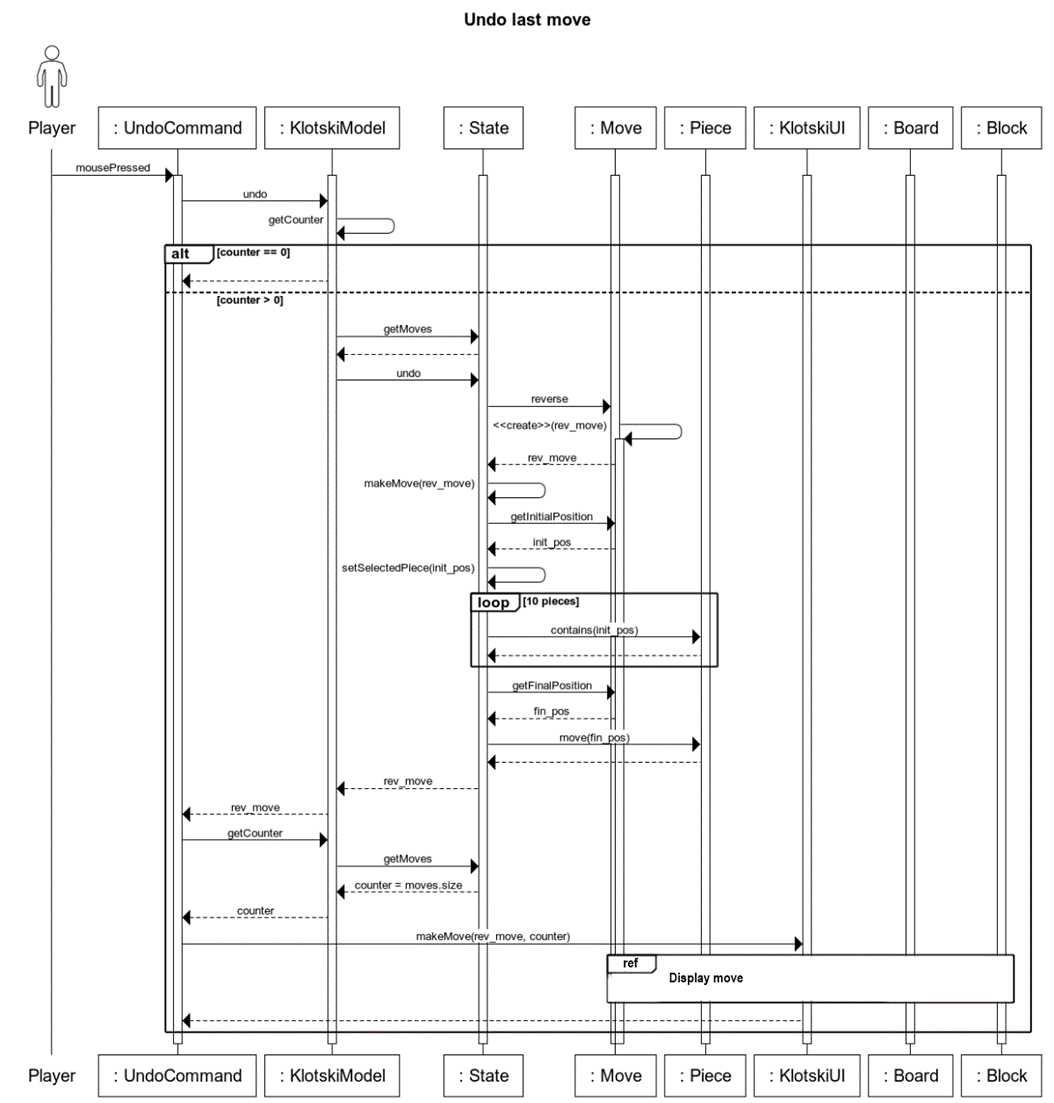 Undo last move
Player
: UndoCommand
: KlotskiModel
: State
: Move
: Piece
: KlotskiUI
: Board
: Block
mousePressed
undo
getCounter
alt
[counter == 0]
[counter > 0]
getMoves
undo
reverse
<<create>>(rev_move)
rev_move
makeMove(rev_move)
getInitialPosition
init_pos
setSelectedPiece(init_pos)
loop
[10 pieces]
contains(init_pos)
getFinalPosition
fin_pos
move(fin_pos)
rev_move
rev_move
getCounter
getMoves
counter = moves.size
counter
makeMove(rev_move, counter)
ref
Display move
Player
: UndoCommand
: KlotskiModel
: State
: Move
: Piece
: KlotskiUI
: Board
: Block